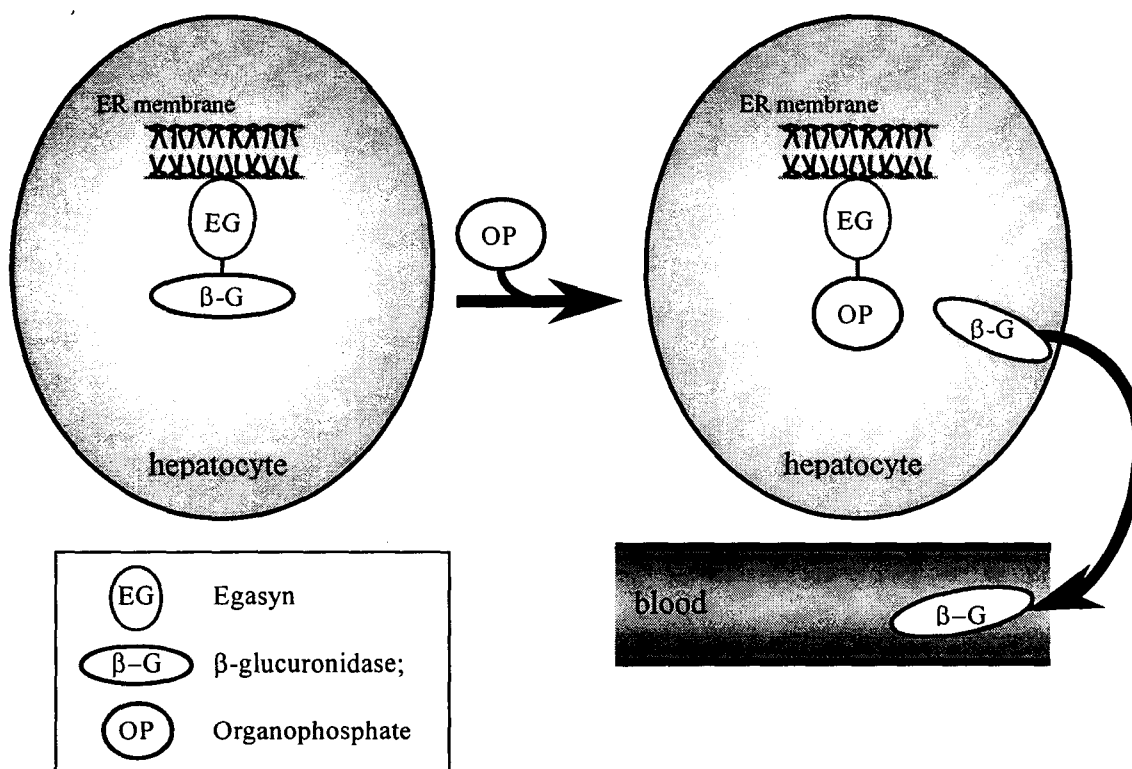 ER membrane
EG
β-G
hepatocyte
OP
ER membrane
EG
OP
β-G
hepatocyte
blood
β–G
EG Egasyn
β–G β-glucuronidase;
OP Organophosphate